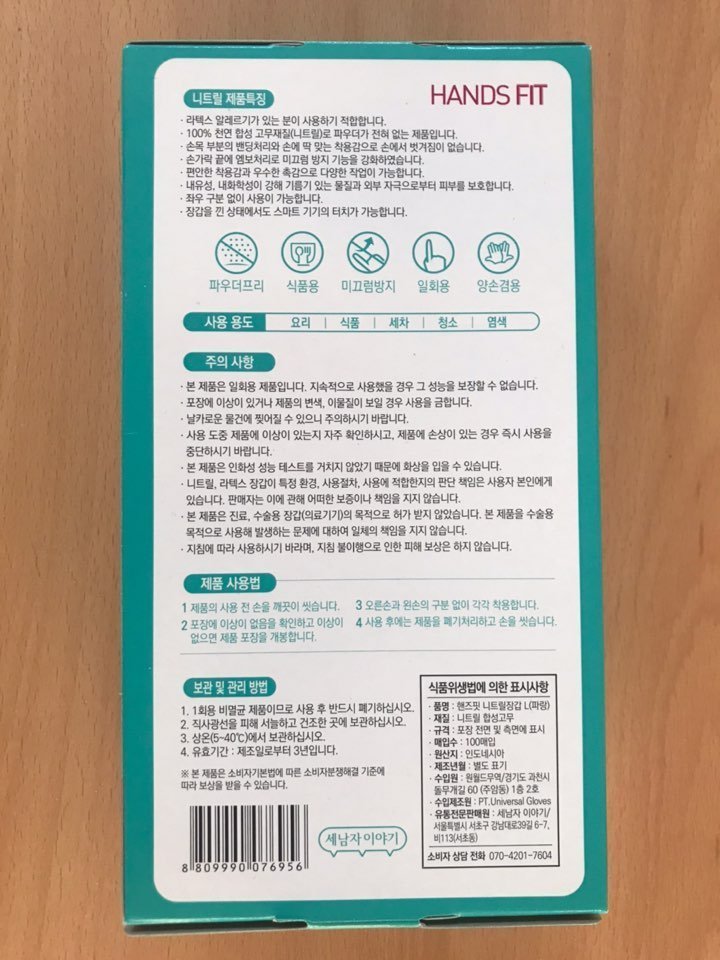 HANDS FIT
니트릴 제품특징
· 라텍스 알레르기가 있는 분이 사용하기 적합합니다.
· 100% 천연 합성 고무재질(니트릴)로 파우더가 전혀 없는 제품입니다.
· 손목 부분의 밴딩처리와 손에 딱 맞는 착용감으로 손에서 벗겨짐이 없습니다.
· 손가락 끝에 엠보처리로 미끄럼 방지 기능을 강화하였습니다.
· 편안한 착용감과 우수한 촉감으로 다양한 작업이 가능합니다.
· 내유성, 내화학성이 강해 기름기 있는 물질과 외부 자극으로부터 피부를 보호합니다.
· 좌우 구분 없이 사용이 가능합니다.
· 장갑을 낀 상태에서도 스마트 기기의 터치가 가능합니다.
파우더프리 식품용 미끄럼방지 일회용 양손겸용
사용 용도 요리 | 식품 | 세차 | 청소 | 염색
주의 사항
· 본 제품은 일회용 제품입니다. 지속적으로 사용했을 경우 그 성능을 보장할 수 없습니다.
· 포장에 이상이 있거나 제품의 변색, 이물질이 보일 경우 사용을 금합니다.
· 날카로운 물건에 찢어질 수 있으니 주의하시기 바랍니다.
· 사용 도중 제품에 이상이 있는지 자주 확인하시고, 제품에 손상이 있는 경우 즉시 사용을
중단하시기 바랍니다.
· 본 제품은 인화성 성능 테스트를 거치지 않았기 때문에 화상을 입을 수 있습니다.
· 니트릴, 라텍스 장갑이 특정 환경, 사용절차, 사용에 적합한지의 판단 책임은 사용자 본인에게
있습니다. 판매자는 이에 관해 어떠한 보증이나 책임을 지지 않습니다.
· 본 제품은 진료, 수술용 장갑(의료기기)의 목적으로 허가 받지 않았습니다. 본 제품을 수술용
목적으로 사용해 발생하는 문제에 대하여 일체의 책임을 지지 않습니다.
· 지침에 따라 사용하시기 바라며, 지침 불이행으로 인한 피해 보상은 하지 않습니다.
제품 사용법
1 제품의 사용 전 손을 깨끗이 씻습니다.
2 포장에 이상이 없음을 확인하고 이상이
없으면 제품 포장을 개봉합니다.
3 오른손과 왼손의 구분 없이 각각 착용합니다.
4 사용 후에는 제품을 폐기처리하고 손을 씻습니다.
보관 및 관리 방법
1. 1회용 비멸균 제품이므로 사용 후 반드시 폐기하십시오.
2. 직사광선을 피해 서늘하고 건조한 곳에 보관하십시오.
3. 상온(5~40℃)에서 보관하십시오.
4. 유효기간 : 제조일로부터 3년입니다.
※ 본 제품은 소비자기본법에 따른 소비자분쟁해결 기준에
따라 보상을 받을 수 있습니다.
8 809990 076956
세남자이야기
식품위생법에 의한 표시사항
· 품명 : 핸즈핏 니트릴장갑 L(파랑)
· 재질 : 니트릴 합성고무
· 규격 : 포장 전면 및 측면에 표시
· 매입수 : 100매입
· 원산지 : 인도네시아
· 제조년월 : 별도 표기
· 수입원 : 원월드무역/경기도 과천시
돌무개길 60 (주암동) 1층 2호
· 수입제조원 : PT.Universal Gloves
· 유통전문판매원 : 세남자 이야기/
서울특별시 서초구 강남대로39길 6-7,
비113(서초동)
소비자 상담 전화 070-4201-7604